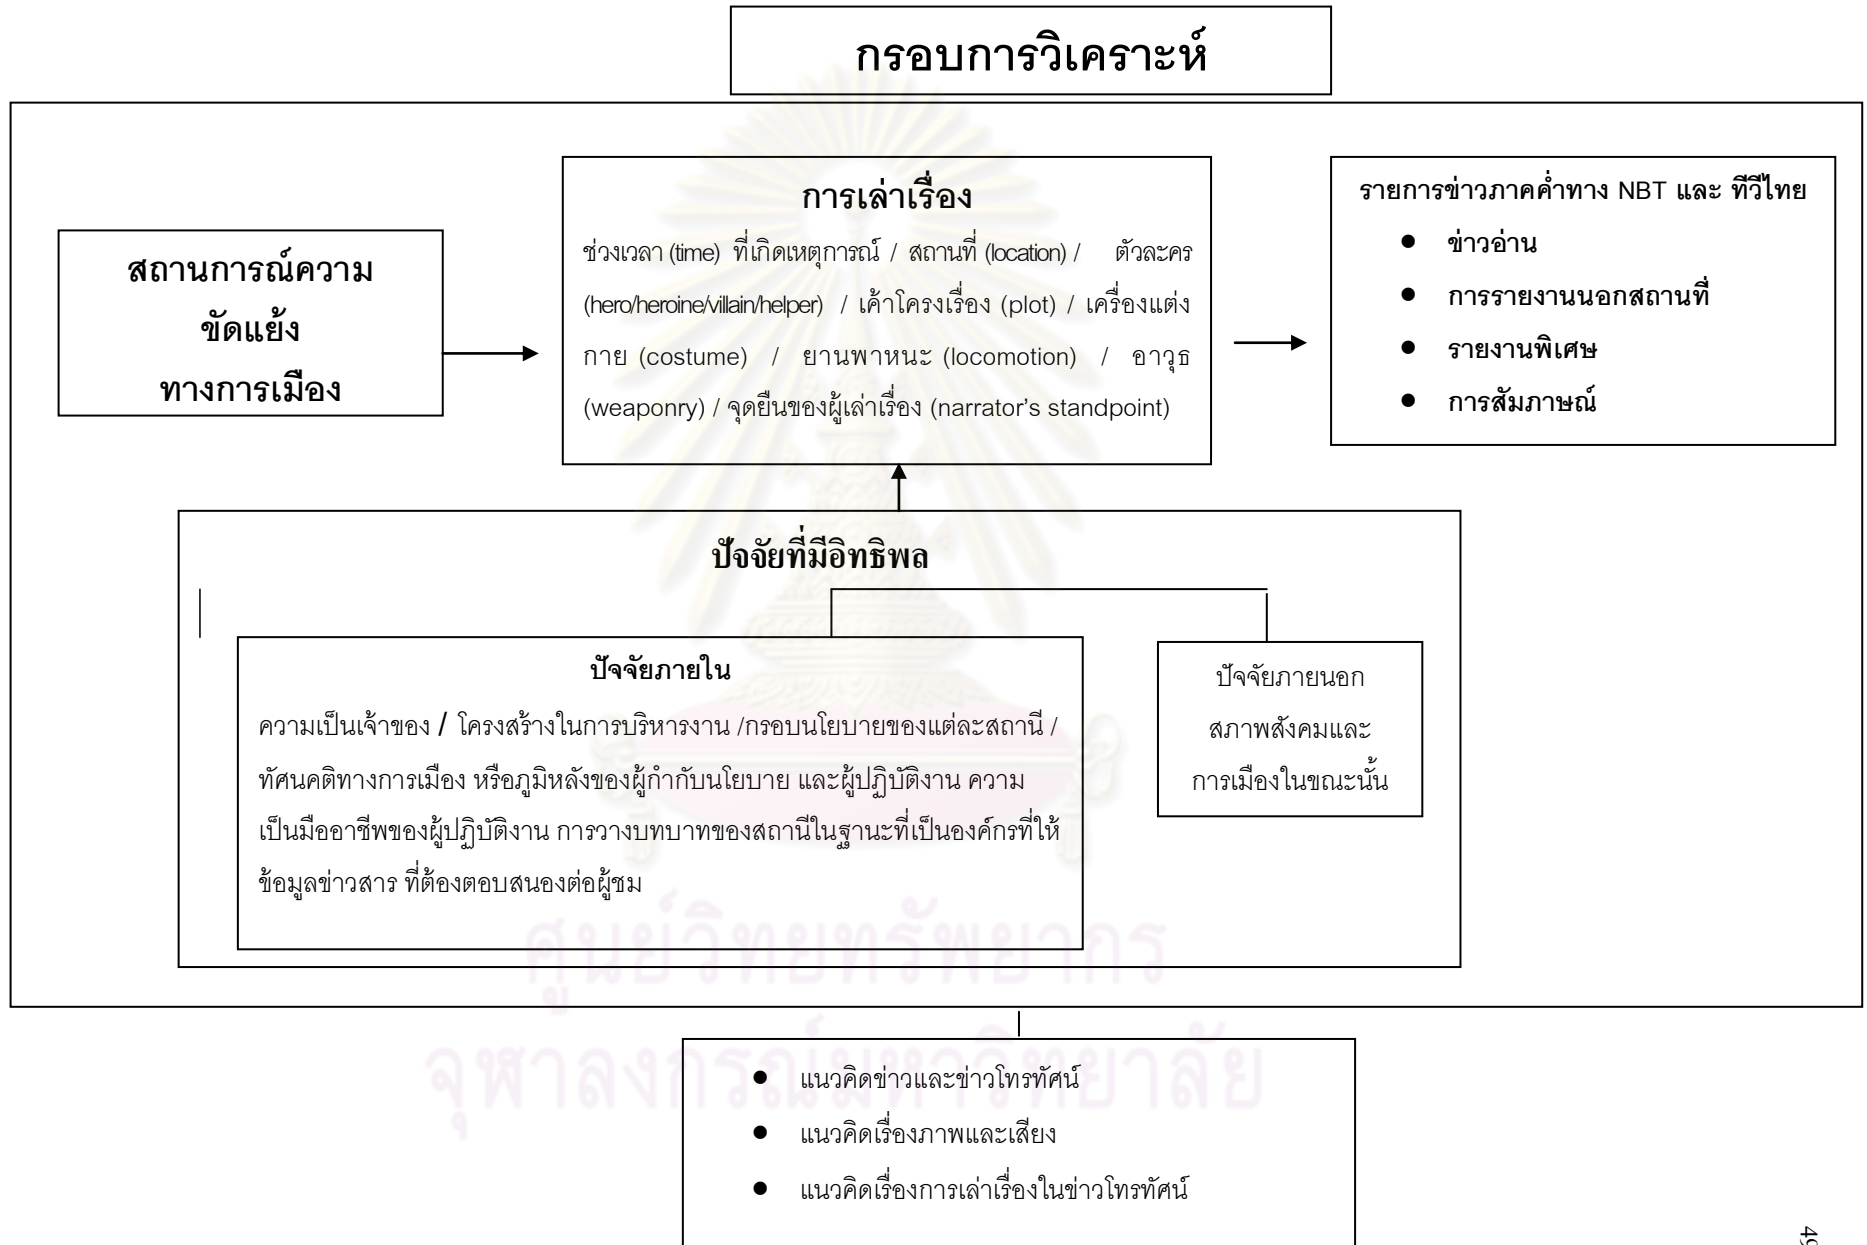 กรอบการวิเคราะห์
สถานการณ์ความ
ขัดแย้ง
ทางการเมือง
การเล่าเรื่อง
ช่วงเวลา (time) ที่เกิดเหตุการณ์ / สถานที่ (location) / ตัวละคร
(hero/heroine/villain/helper) / เค้าโครงเรื่อง (plot) / เครื่องแต่ง
กาย (costume) / ยานพาหนะ (locomotion) / อาวุธ
(weaponry) / จุดยืนของผู้เล่าเรื่อง (narrator's standpoint)
รายการข่าวภาคค่ำทาง NBT และ ทีวีไทย
● ข่าวอ่าน
● การรายงานนอกสถานที่
● รายงานพิเศษ
● การสัมภาษณ์
ปัจจัยที่มีอิทธิพล
ปัจจัยภายใน
ความเป็นเจ้าของ / โครงสร้างในการบริหารงาน /กรอบนโยบายของแต่ละสถานี /
ทัศนคติทางการเมือง หรือภูมิหลังของผู้กำกับนโยบาย และผู้ปฏิบัติงาน ความ
เป็นมืออาชีพของผู้ปฏิบัติงาน การวางบทบาทของสถานีในฐานะที่เป็นองค์กรที่ให้
ข้อมูลข่าวสาร ที่ต้องตอบสนองต่อผู้ชม
ปัจจัยภายนอก
สภาพสังคมและ
การเมืองในขณะนั้น
ศูนย์วิทยทรัพยากร
จุฬาลงกรณ์มหาวิทยาลัย
● แนวคิดข่าวและข่าวโทรทัศน์
● แนวคิดเรื่องภาพและเสียง
● แนวคิดเรื่องการเล่าเรื่องในข่าวโทรทัศน์
49